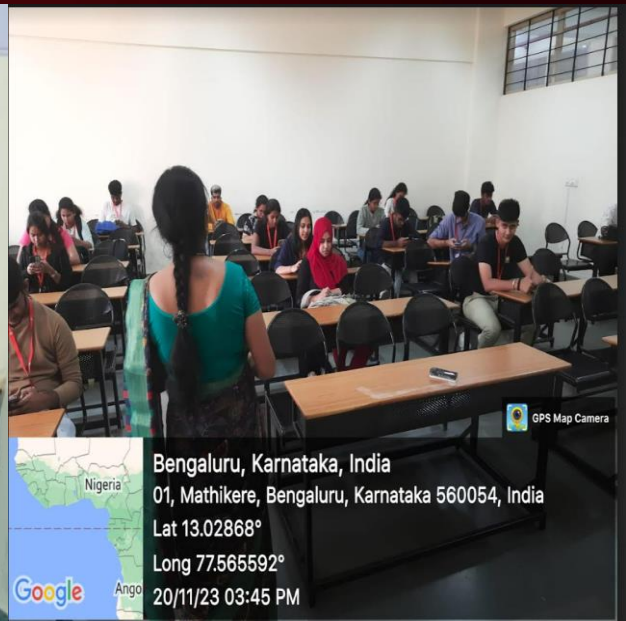 GPS Map Camera
Nigeria
Ango
Google
Bengaluru, Karnataka, India
01, Mathikere, Bengaluru, Karnataka 560054, India
Lat 13.02868°
Long 77.565592°
20/11/23 03:45 PM